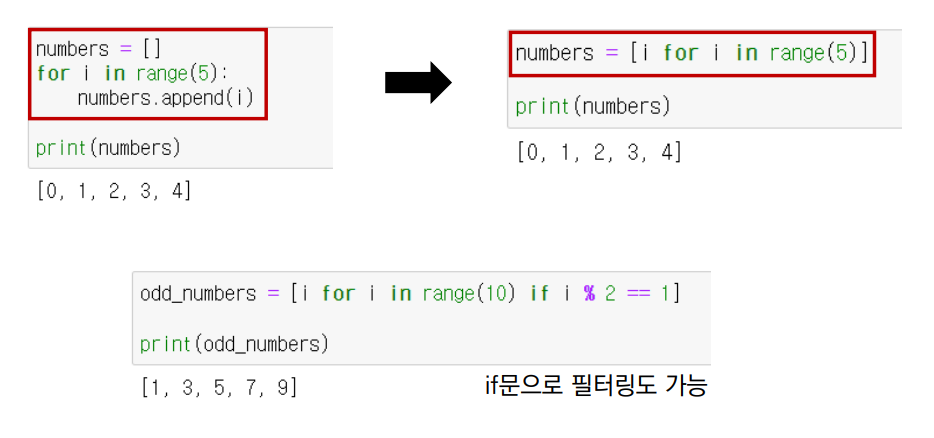 numbers = []
for i in range(5):
    numbers.append(i)
print(numbers)
[0, 1, 2, 3, 4]
numbers = [i for i in range(5)]
print(numbers)
[0, 1, 2, 3, 4]
odd_numbers = [i for i in range(10) if i % 2 == 1]
print(odd_numbers)
[1, 3, 5, 7, 9]
if문으로 필터링도 가능